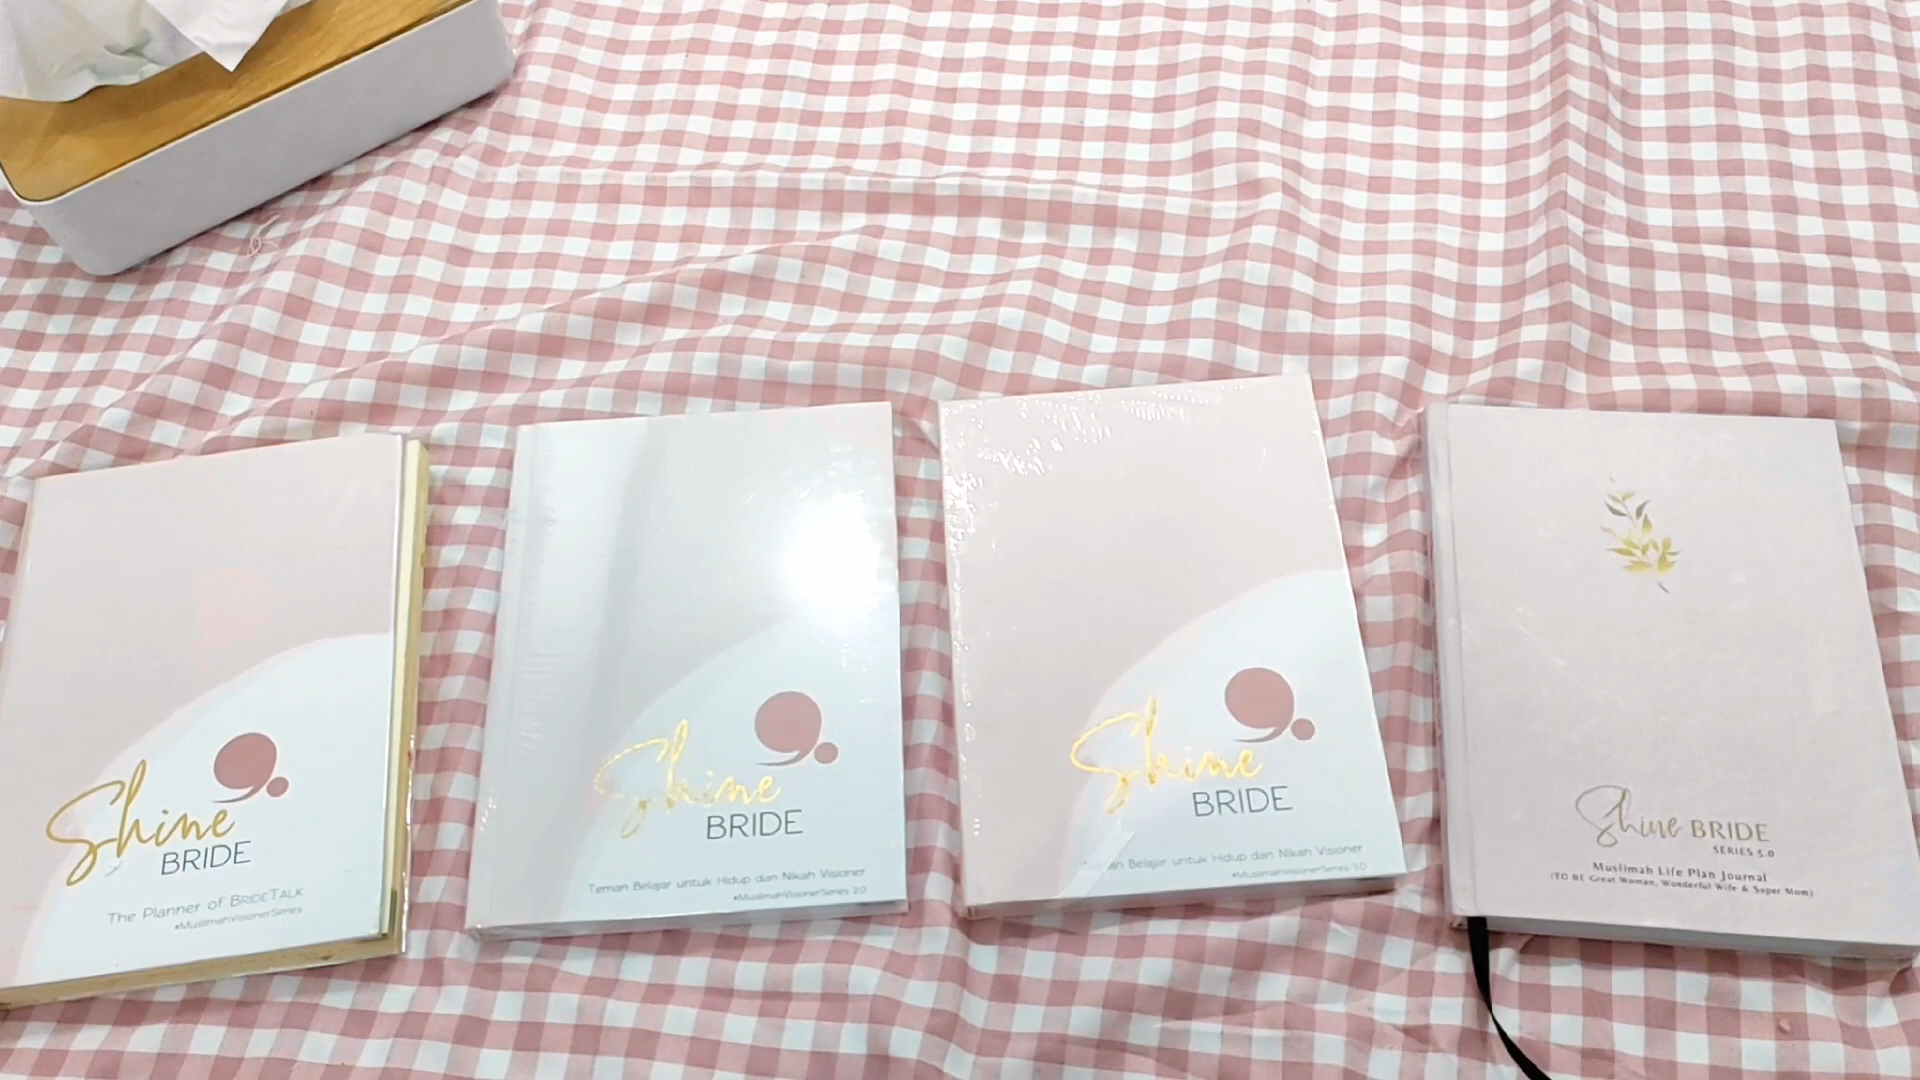 Shine
BRIDE
The Planner of BRIDETALK
#MuslimahVisionerSeries
Shine
BRIDE
Teman Belajar untuk Hidup dan Nikah Visioner
#MuslimahVisionerSeries 2.0
Shine
BRIDE
Belajar untuk Hidup dan Nikah Visioner
#MuslimahVisionerSeries 1.0
Shine BRIDE
SERIES 5.0
Muslimah Life Plan Journal
(TO BE Great Woman, Wonderful Wife & Super Mom)